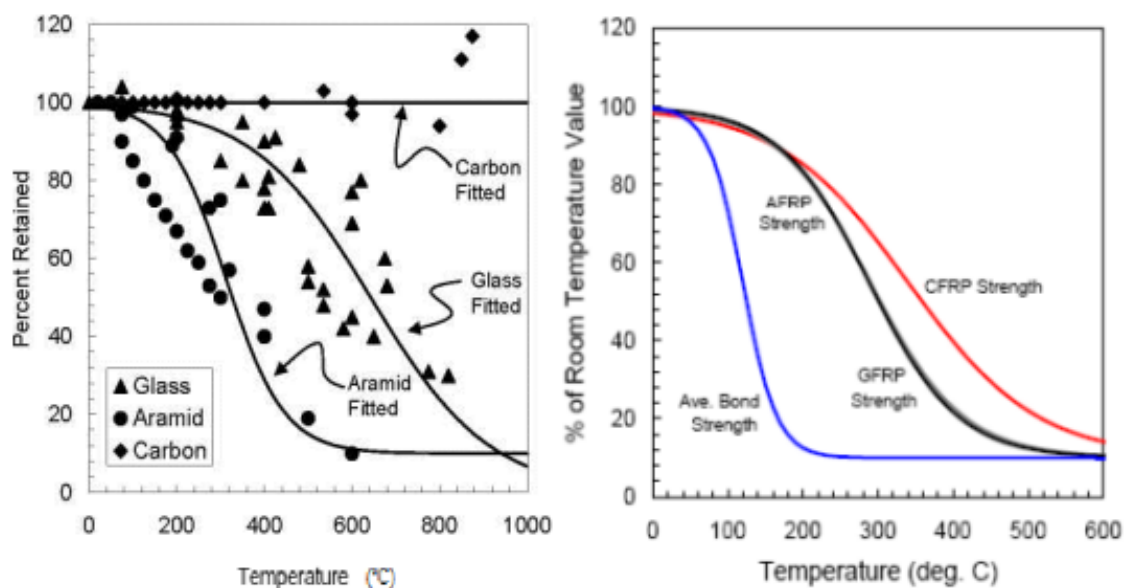 120
100
80
60
40
20
0
Percent Retained
Carbon
Fitted
Glass
Fitted
Aramid
Fitted
Glass
Aramid
Carbon
0 200 400 600 800 1000
Temperature (°C)
120
100
80
60
40
20
0
% of Room Temperature Value
AFRP
Strength
CFRP Strength
Ave. Bond
Strength
GFRP
Strength
0 100 200 300 400 500 600
Temperature (deg. C)